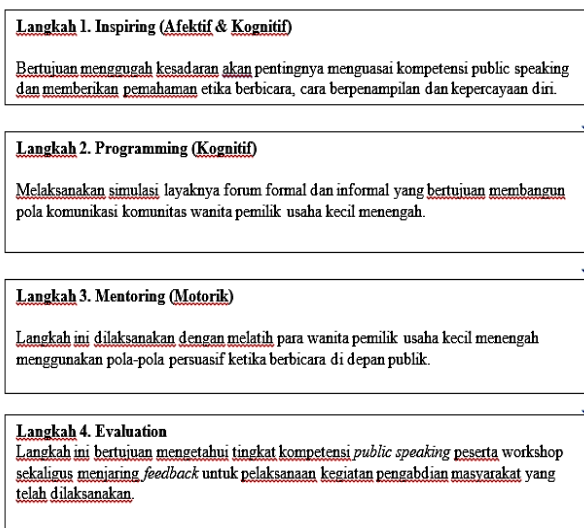 Langkah 1. Inspiring (Afektif & Kognitif)
Bertujuan menggugah kesadaran akan pentingnya menguasai kompetensi public speaking
dan memberikan pemahaman etika berbicara, cara berpenampilan dan kepercayaan diri.
Langkah 2. Programming (Kognitif)
Melaksanakan simulasi layaknya forum formal dan informal yang bertujuan membangun
pola komunikasi komunitas wanita pemilik usaha kecil menengah.
Langkah 3. Mentoring (Motorik)
Langkah ini dilaksanakan dengan melatih para wanita pemilik usaha kecil menengah
menggunakan pola-pola persuasif ketika berbicara di depan publik.
Langkah 4. Evaluation
Langkah ini bertujuan mengetahui tingkat kompetensi public speaking peserta workshop
sekaligus menjaring feedback untuk pelaksanaan kegiatan pengabdian masyarakat yang
telah dilaksanakan.